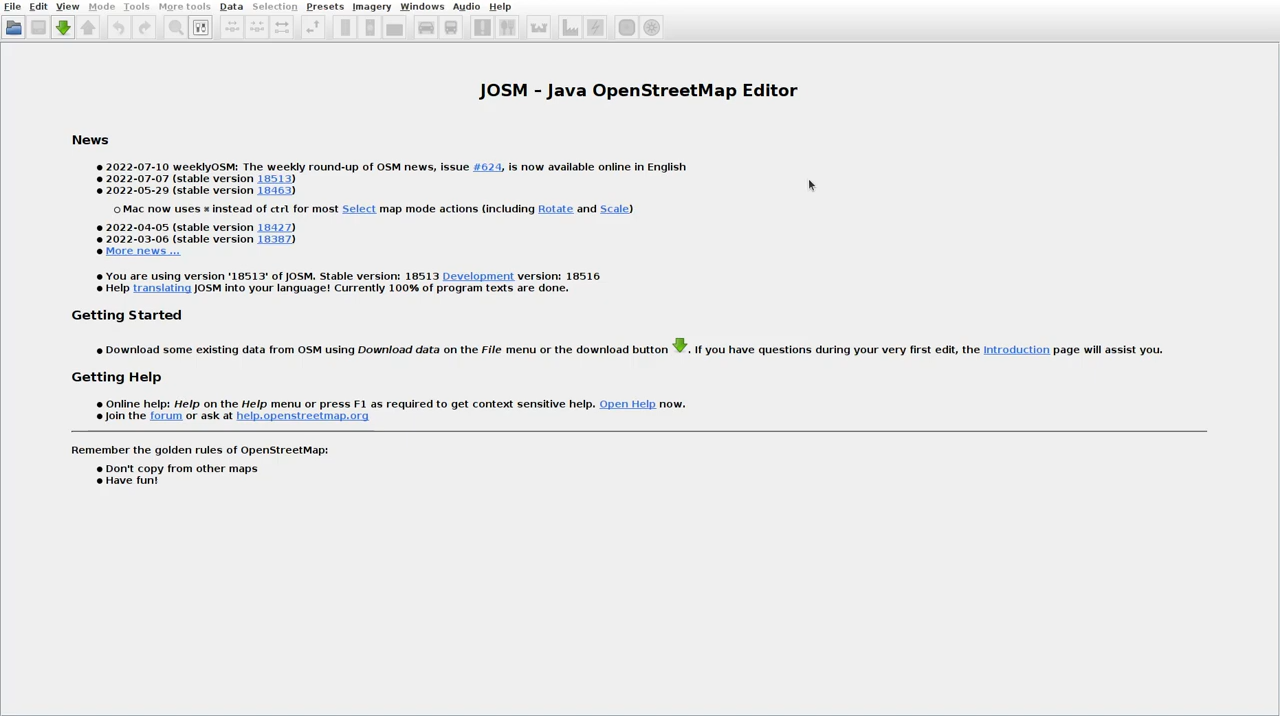 File Edit View Mode Tools More tools Data Selection Presets Imagery Windows Audio Help
JOSM – Java OpenStreetMap Editor
News
2022-07-10 weeklyOSM: The weekly round-up of OSM news, issue #624, is now available online in English
2022-07-07 (stable version 18513)
2022-05-29 (stable version 18463)
Mac now uses ⌘ instead of ctrl for most Select map mode actions (including Rotate and Scale)
2022-04-05 (stable version 18427)
2022-03-06 (stable version 18387)
More news ...
You are using version '18513' of JOSM. Stable version: 18513 Development version: 18516
Help translating JOSM into your language! Currently 100% of program texts are done.
Getting Started
Download some existing data from OSM using Download data on the File menu or the download button . If you have questions during your very first edit, the Introduction page will assist you.
Getting Help
Online help: Help on the Help menu or press F1 as required to get context sensitive help. Open Help now.
Join the forum or ask at help.openstreetmap.org
Remember the golden rules of OpenStreetMap:
Don't copy from other maps
Have fun!